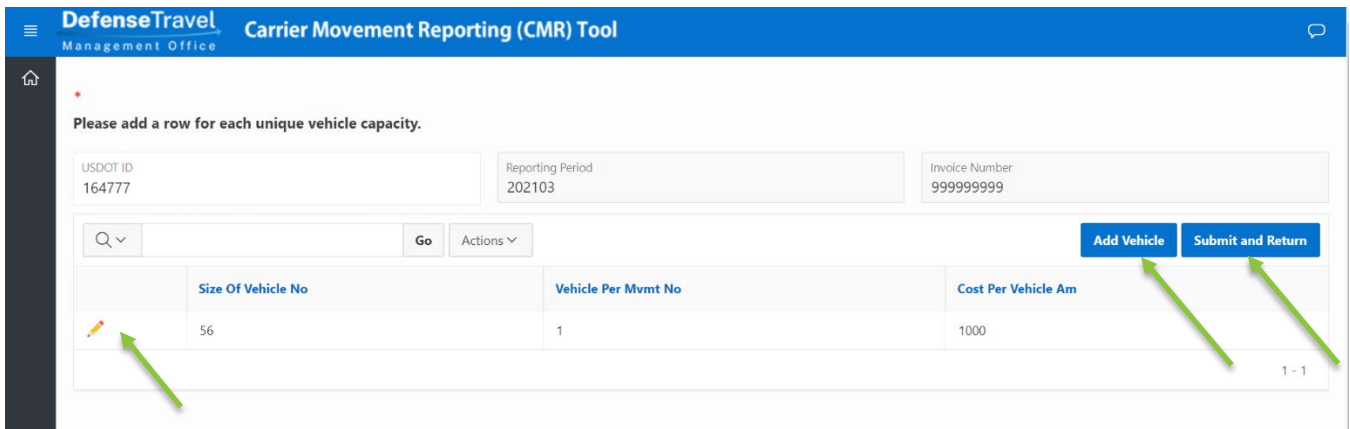 DefenseTravel
Management Office
Carrier Movement Reporting (CMR) Tool
*
Please add a row for each unique vehicle capacity.
USDOT ID
164777
Reporting Period
202103
Invoice Number
999999999
Go
Actions
Add Vehicle
Submit and Return
Size Of Vehicle No
Vehicle Per Mvmt No
Cost Per Vehicle Am
56
1
1000
1 - 1